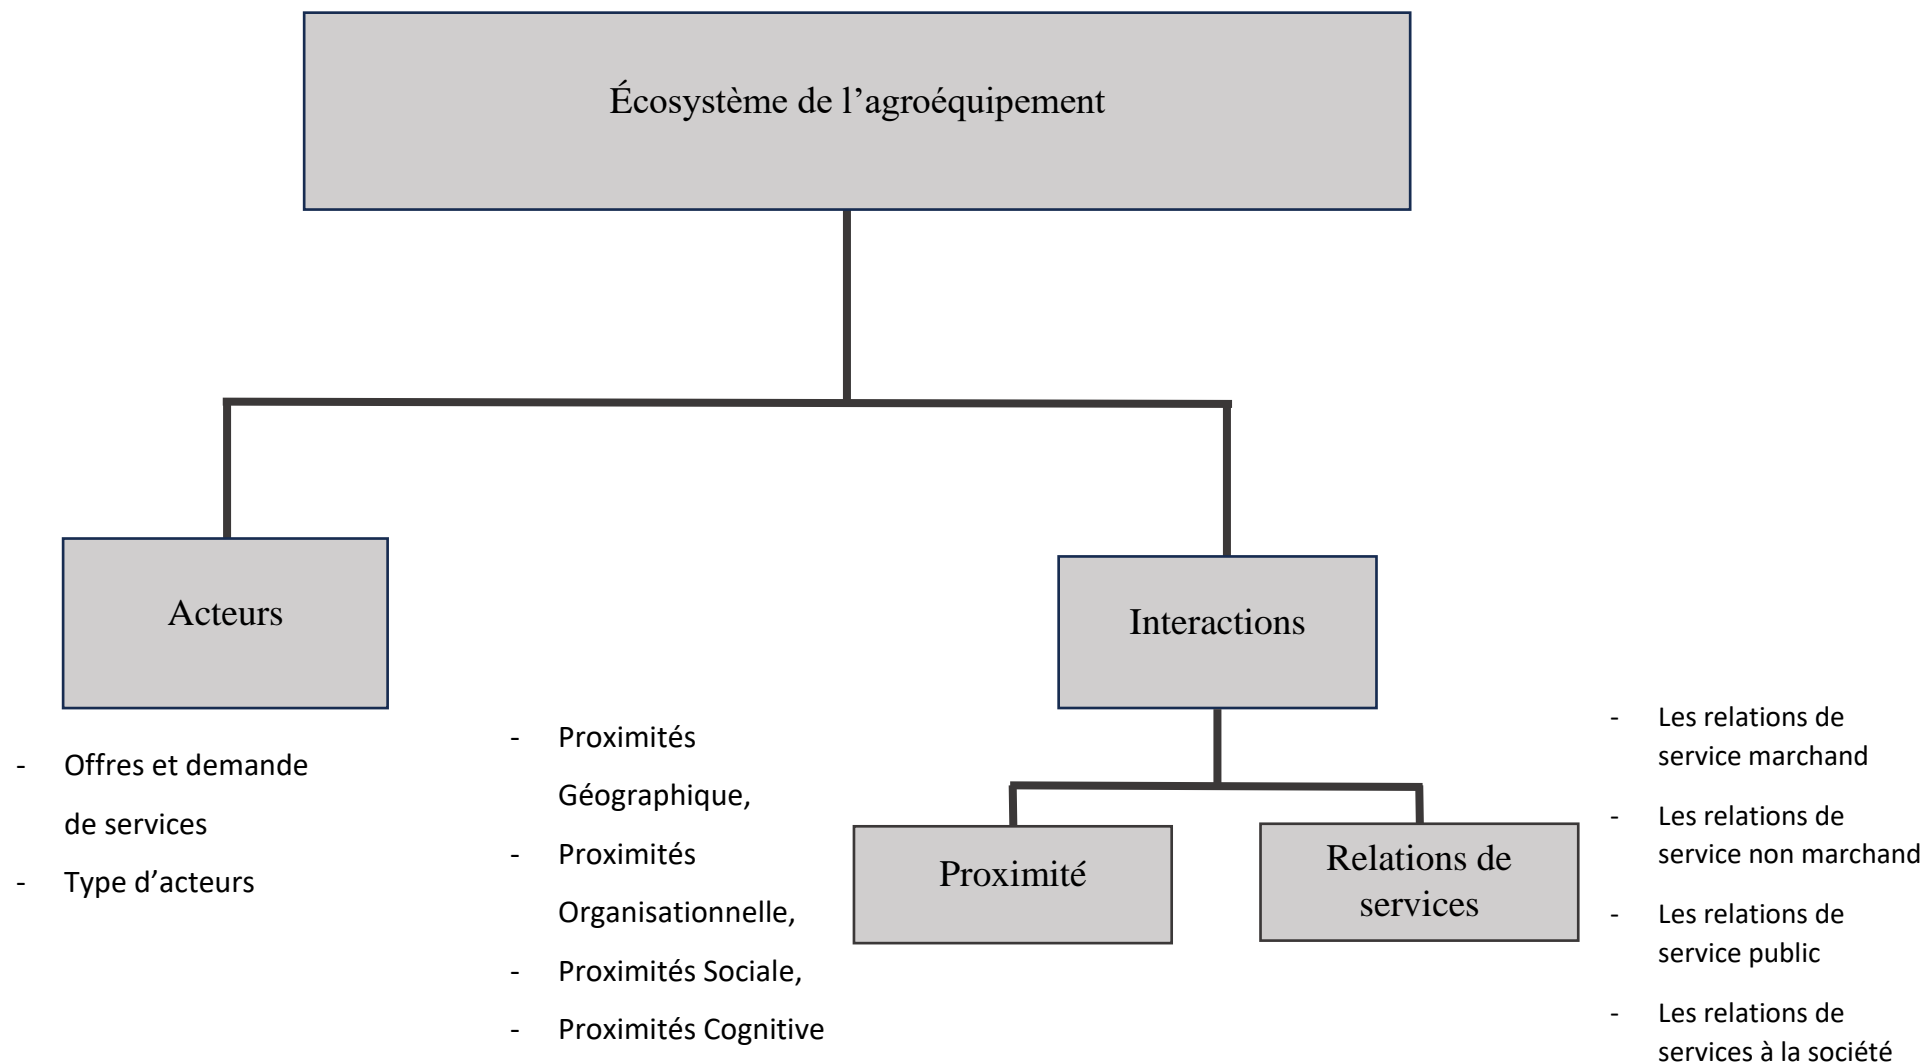 Écosystème de l’agroéquipement
Acteurs
- Offres et demande
de services
- Type d’acteurs
Interactions
- Proximités
Géographique,
- Proximités
Organisationnelle,
- Proximités Sociale,
- Proximités Cognitive
Proximité
Relations de
services
- Les relations de
service marchand
- Les relations de
service non marchand
- Les relations de
service public
- Les relations de
services à la société